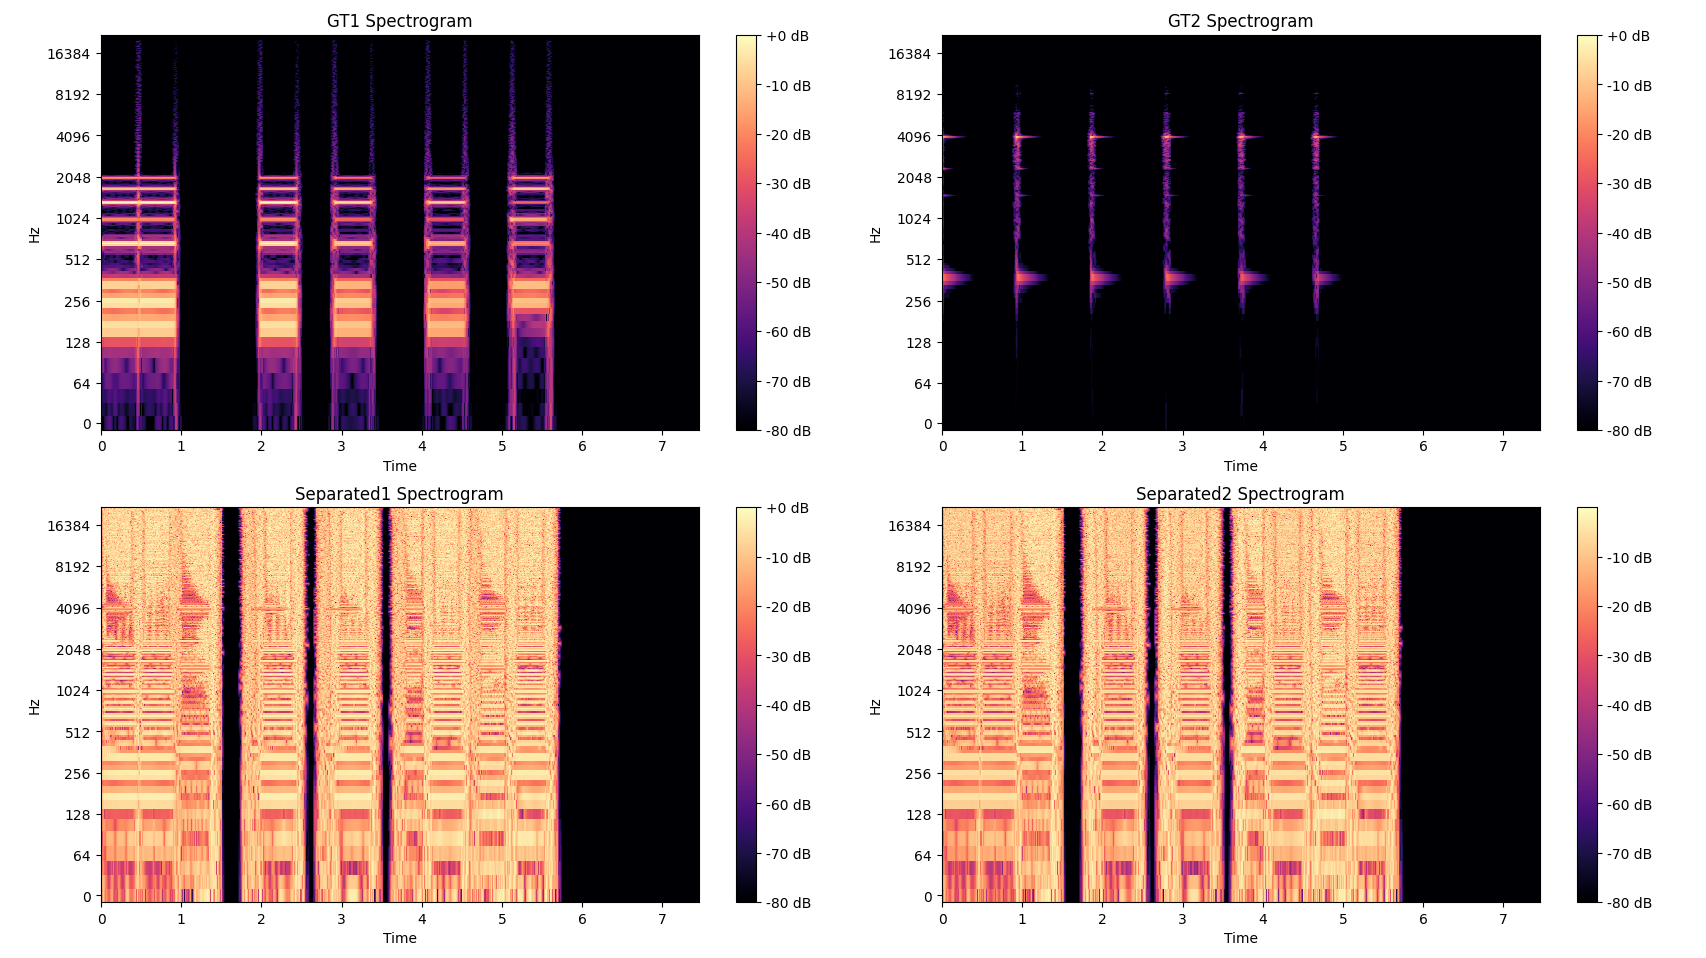 GT1 Spectrogram
16384
8192
4096
2048
1024
512
256
128
64
0
Hz
0 1 2 3 4 5 6 7
Time
+0 dB
-10 dB
-20 dB
-30 dB
-40 dB
-50 dB
-60 dB
-70 dB
-80 dB
GT2 Spectrogram
16384
8192
4096
2048
1024
512
256
128
64
0
Hz
0 1 2 3 4 5 6 7
Time
+0 dB
-10 dB
-20 dB
-30 dB
-40 dB
-50 dB
-60 dB
-70 dB
-80 dB
Separated1 Spectrogram
16384
8192
4096
2048
1024
512
256
128
64
0
Hz
0 1 2 3 4 5 6 7
Time
+0 dB
-10 dB
-20 dB
-30 dB
-40 dB
-50 dB
-60 dB
-70 dB
-80 dB
Separated2 Spectrogram
16384
8192
4096
2048
1024
512
256
128
64
0
Hz
0 1 2 3 4 5 6 7
Time
-10 dB
-20 dB
-30 dB
-40 dB
-50 dB
-60 dB
-70 dB
-80 dB